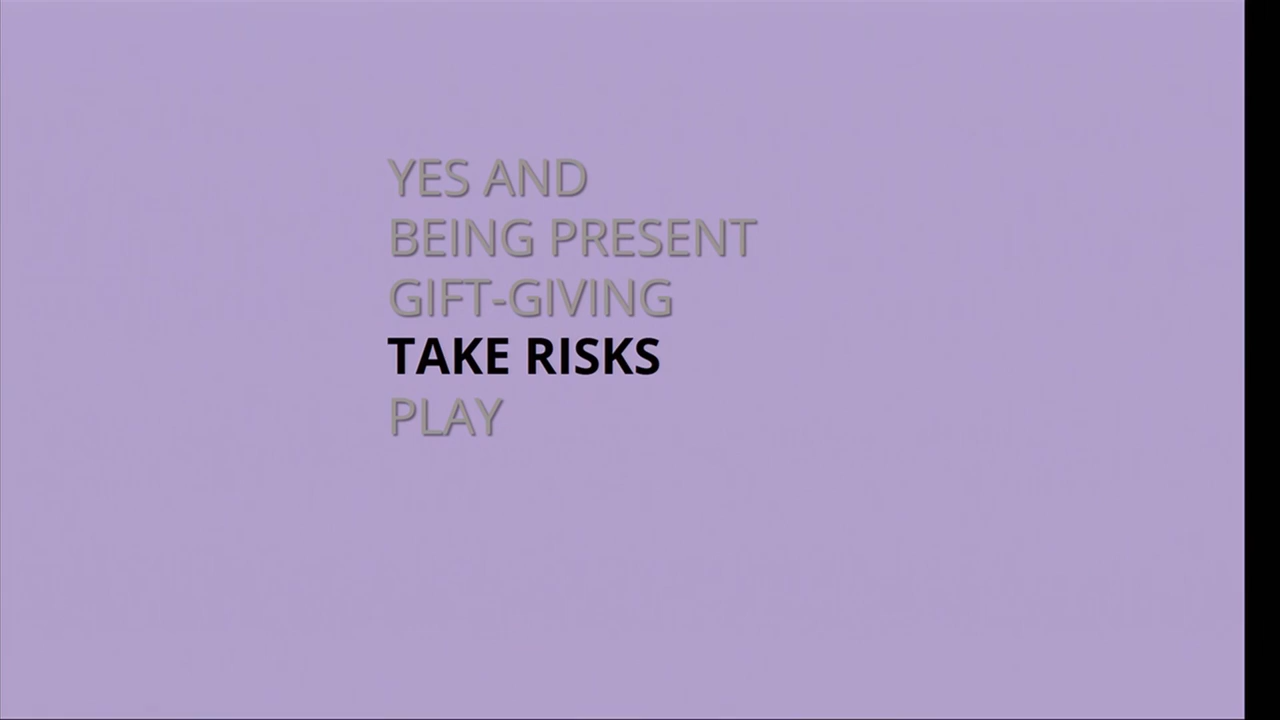 YES AND
BEING PRESENT
GIFT-GIVING
TAKE RISKS
PLAY